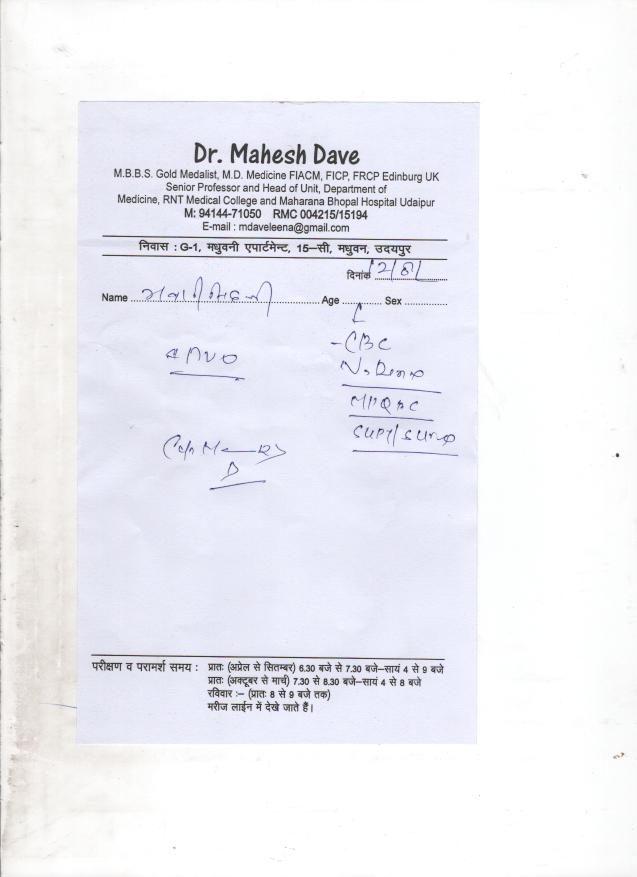 Dr. Mahesh Dave
M.B.B.S. Gold Medalist, M.D. Medicine FIACM, FICP, FRCP Edinburg UK
Senior Professor and Head of Unit, Department of
Medicine, RNT Medical College and Maharana Bhopal Hospital Udaipur
M: 94144-71050 RMC 004215/15194
E-mail : mdaveleena@gmail.com
निवास : G-1, मधुवनी एपार्टमेन्ट, 15–सी, मधुवन, उदयपुर
दिनांक 12/8/
Name Age Sex
CBC
परीक्षण व परामर्श समय : प्रातः (अप्रेल से सितम्बर) 6.30 बजे से 7.30 बजे–सायं 4 से 9 बजे
प्रातः (अक्टूबर से मार्च) 7.30 से 8.30 बजे–सायं 4 से 8 बजे
रविवार :– (प्रातः 8 से 9 बजे तक)
मरीज लाईन में देखे जाते हैं।